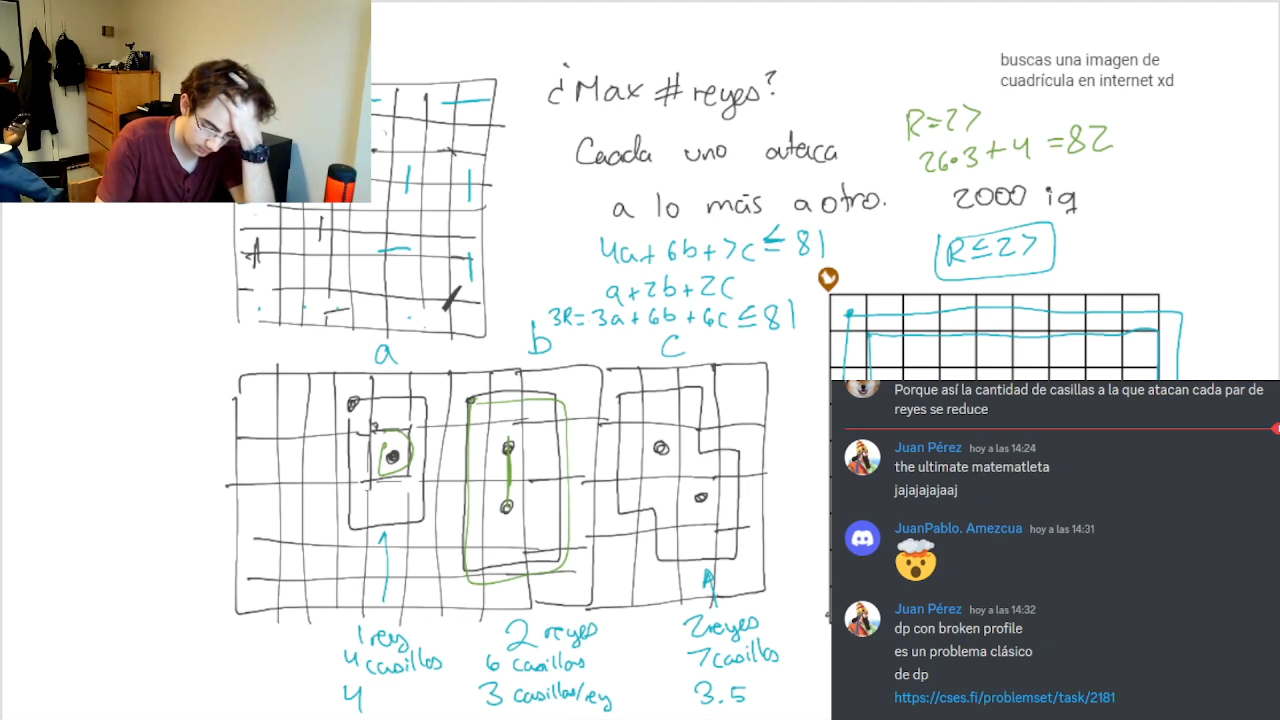 buscas una imagen de
cuadrícula en internet xd
¿Max # reyes?
Caada uno ataca
a lo más a otro.
R=27
26•3+4 =82
2000 iq
4a+6b+7c≤81
R≤27
a+2b+2c
3R=3a+6b+6c≤81
a
b
c
1 rey
4 casillas
4
2 reyes
6 casillas
3 casillas/rey
2 reyes
7 casillas
3.5
Porque así la cantidad de casillas a la que atacan cada par de
reyes se reduce
Juan Pérez hoy a las 14:24
the ultimate matematleta
jajajajajaaj
JuanPablo. Amezcua hoy a las 14:31
Juan Pérez hoy a las 14:32
dp con broken profile
es un problema clásico
de dp
https://cses.fi/problemset/task/2181